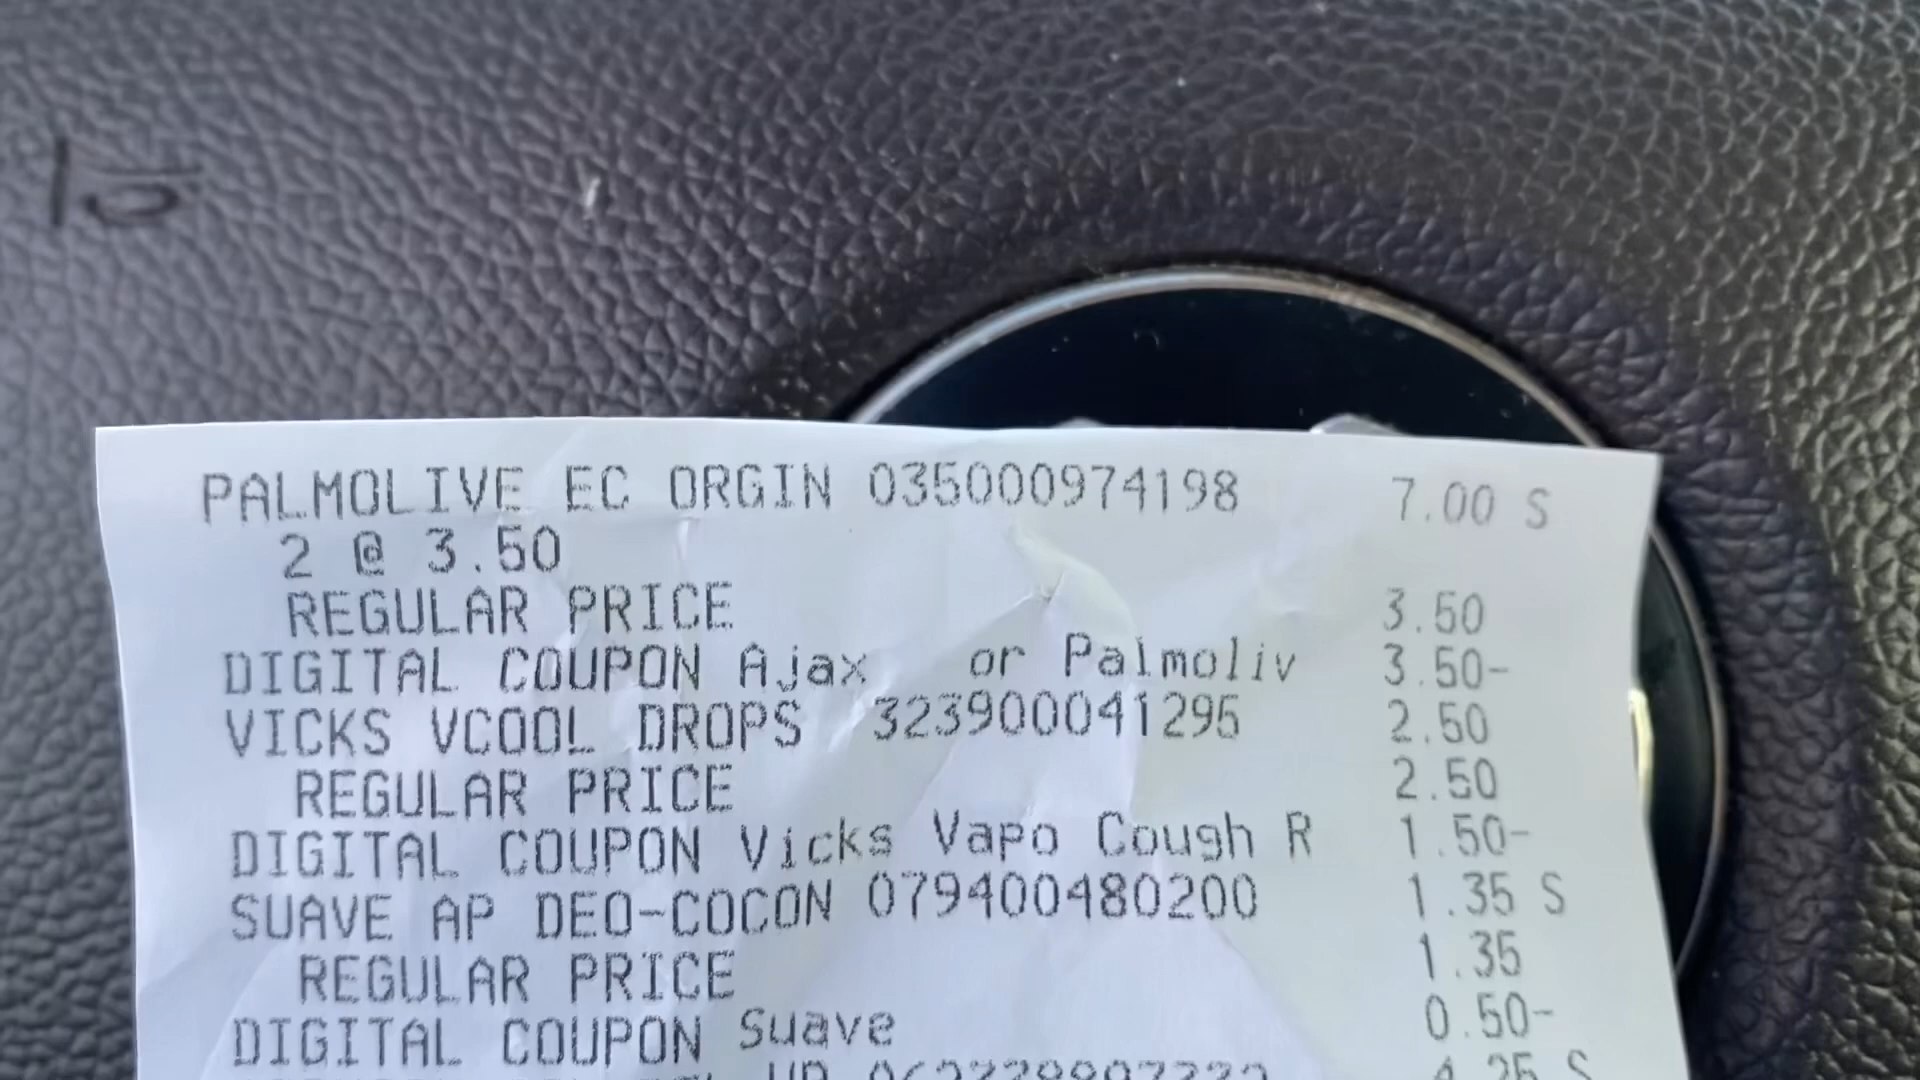 PALMOLIVE EC ORGIN 035000974198 7.00 S
2 @ 3.50
REGULAR PRICE 3.50
DIGITAL COUPON Ajax or Palmoliv 3.50-
VICKS VCOOL DROPS 323900041295 2.50
REGULAR PRICE 2.50
DIGITAL COUPON Vicks Vapo Cough R 1.50-
SUAVE AP DEO-COCON 079400480200 1.35 S
REGULAR PRICE 1.35
DIGITAL COUPON Suave 0.50-
4.25 S